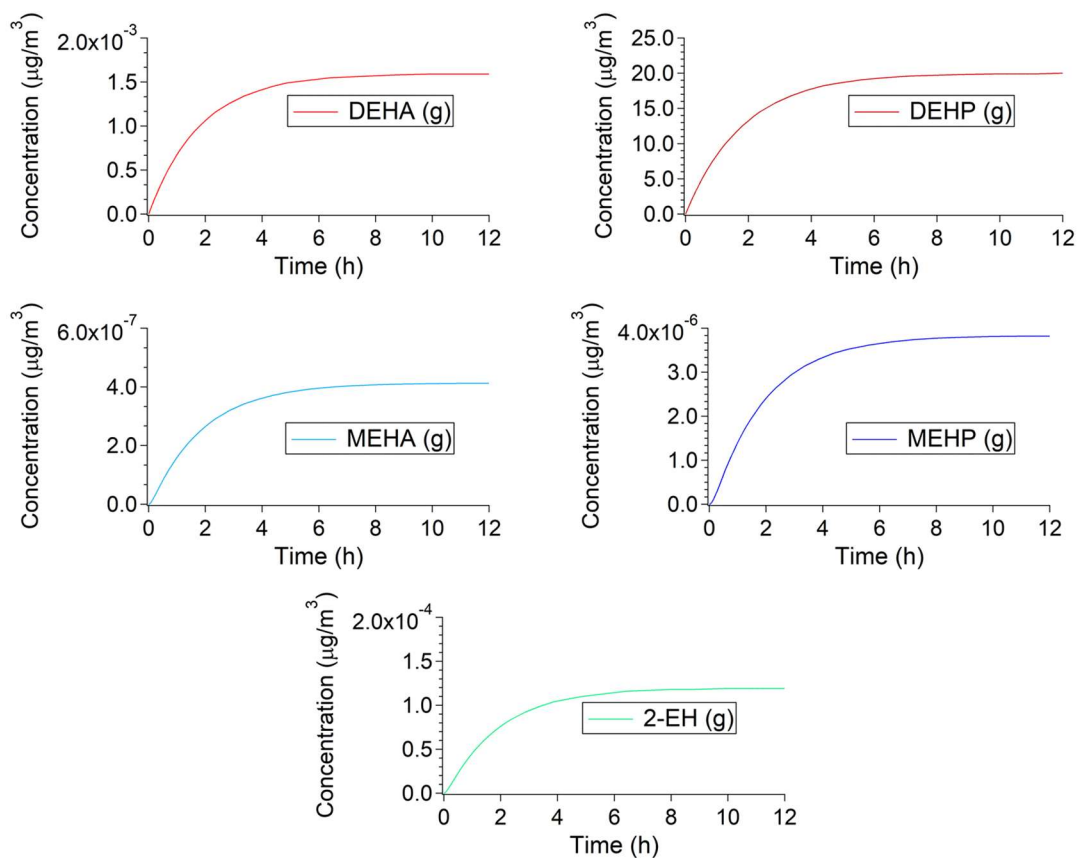 Concentration (µg/m³)
2.0x10⁻³
1.5
1.0
0.5
0.0
0 2 4 6 8 10 12
Time (h)
DEHA (g)
Concentration (µg/m³)
25.0
20.0
15.0
10.0
5.0
0.0
0 2 4 6 8 10 12
Time (h)
DEHP (g)
Concentration (µg/m³)
6.0x10⁻⁷
4.0
2.0
0.0
0 2 4 6 8 10 12
Time (h)
MEHA (g)
Concentration (µg/m³)
4.0x10⁻⁶
3.0
2.0
1.0
0.0
0 2 4 6 8 10 12
Time (h)
MEHP (g)
Concentration (µg/m³)
2.0x10⁻⁴
1.5
1.0
0.5
0.0
0 2 4 6 8 10 12
Time (h)
2-EH (g)